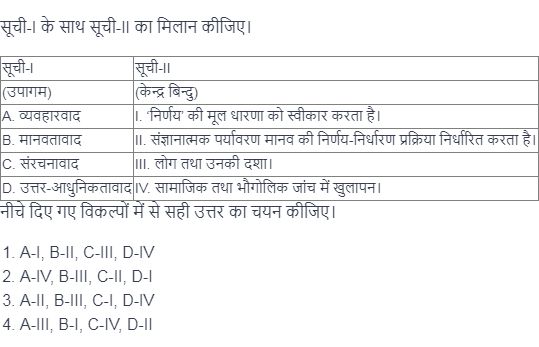 सूची-I के साथ सूची-II का मिलान कीजिए।
सूची-I सूची-II
(उपागम) (केन्द्र बिन्दु)
A. व्यवहारवाद I. 'निर्णय' की मूल धारणा को स्वीकार करता है।
B. मानवतावाद II. संज्ञानात्मक पर्यावरण मानव की निर्णय-निर्धारण प्रक्रिया निर्धारित करता है।
C. संरचनावाद III. लोग तथा उनकी दशा।
D. उत्तर-आधुनिकतावाद IV. सामाजिक तथा भौगोलिक जांच में खुलापन।
नीचे दिए गए विकल्पों में से सही उत्तर का चयन कीजिए।
1. A-I, B-II, C-III, D-IV
2. A-IV, B-III, C-II, D-I
3. A-II, B-III, C-I, D-IV
4. A-III, B-I, C-IV, D-II